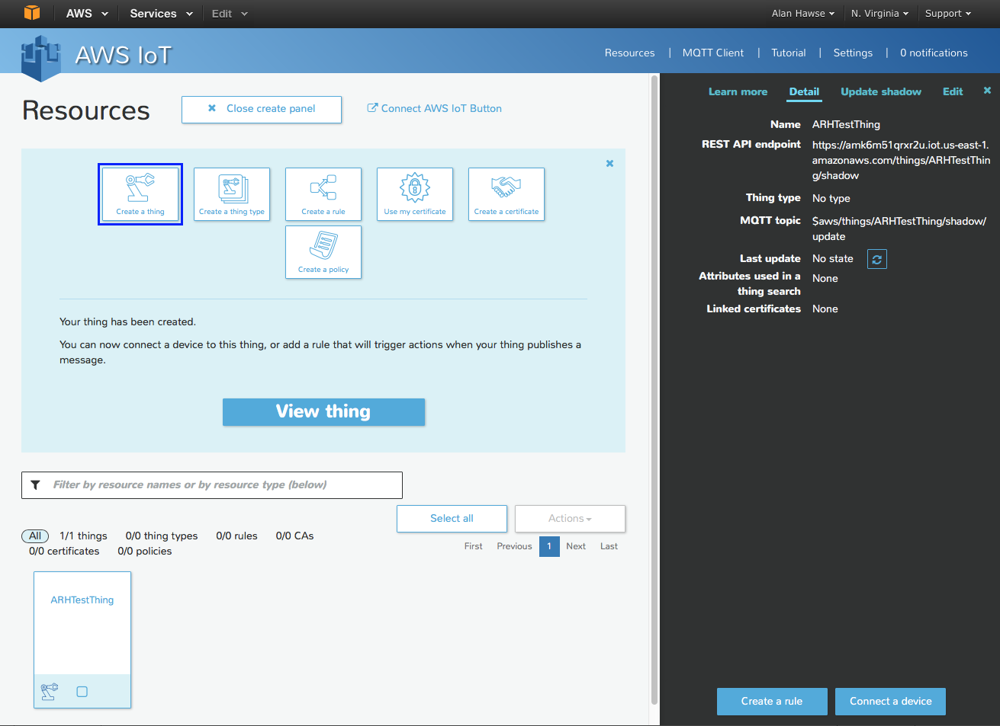 AWS Services Edit Alan Hawse N. Virginia Support
AWS IoT
Resources | MQTT Client | Tutorial | Settings | 0 notifications
Resources
Close create panel
Connect AWS IoT Button
Create a thing
Create a thing type
Create a rule
Use my certificate
Create a certificate
Create a policy
Your thing has been created.
You can now connect a device to this thing, or add a rule that will trigger actions when your thing publishes a
message.
View thing
Filter by resource names or by resource type (below)
Select all
Actions
All 1/1 things 0/0 thing types 0/0 rules 0/0 CAs
0/0 certificates 0/0 policies
First Previous 1 Next Last
ARHTestThing
Learn more Detail Update shadow Edit
Name ARHTestThing
REST API endpoint https://amk6m51qrxr2u.iot.us-east-1.
amazonaws.com/things/ARHTestThin
g/shadow
Thing type No type
MQTT topic $aws/things/ARHTestThing/shadow/
update
Last update No state
Attributes used in a None
thing search
Linked certificates None
Create a rule
Connect a device